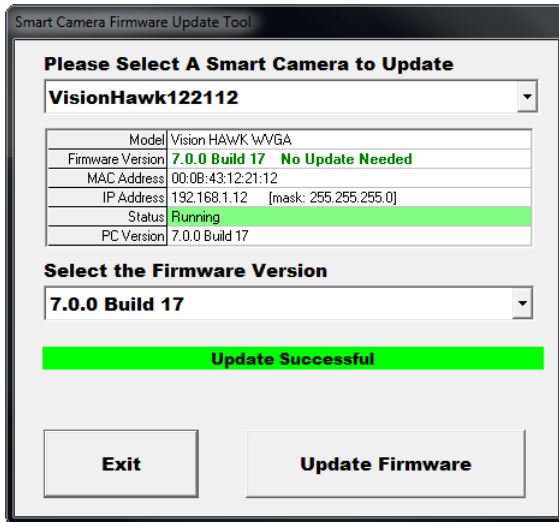 Smart Camera Firmware Update Tool
Please Select A Smart Camera to Update
VisionHawk122112
Model Vision HAWK WVGA
Firmware Version 7.0.0 Build 17 No Update Needed
MAC Address 00:0B:43:12:21:12
IP Address 192.168.1.12 [mask: 255.255.255.0]
Status Running
PC Version 7.0.0 Build 17
Select the Firmware Version
7.0.0 Build 17
Update Successful
Exit Update Firmware